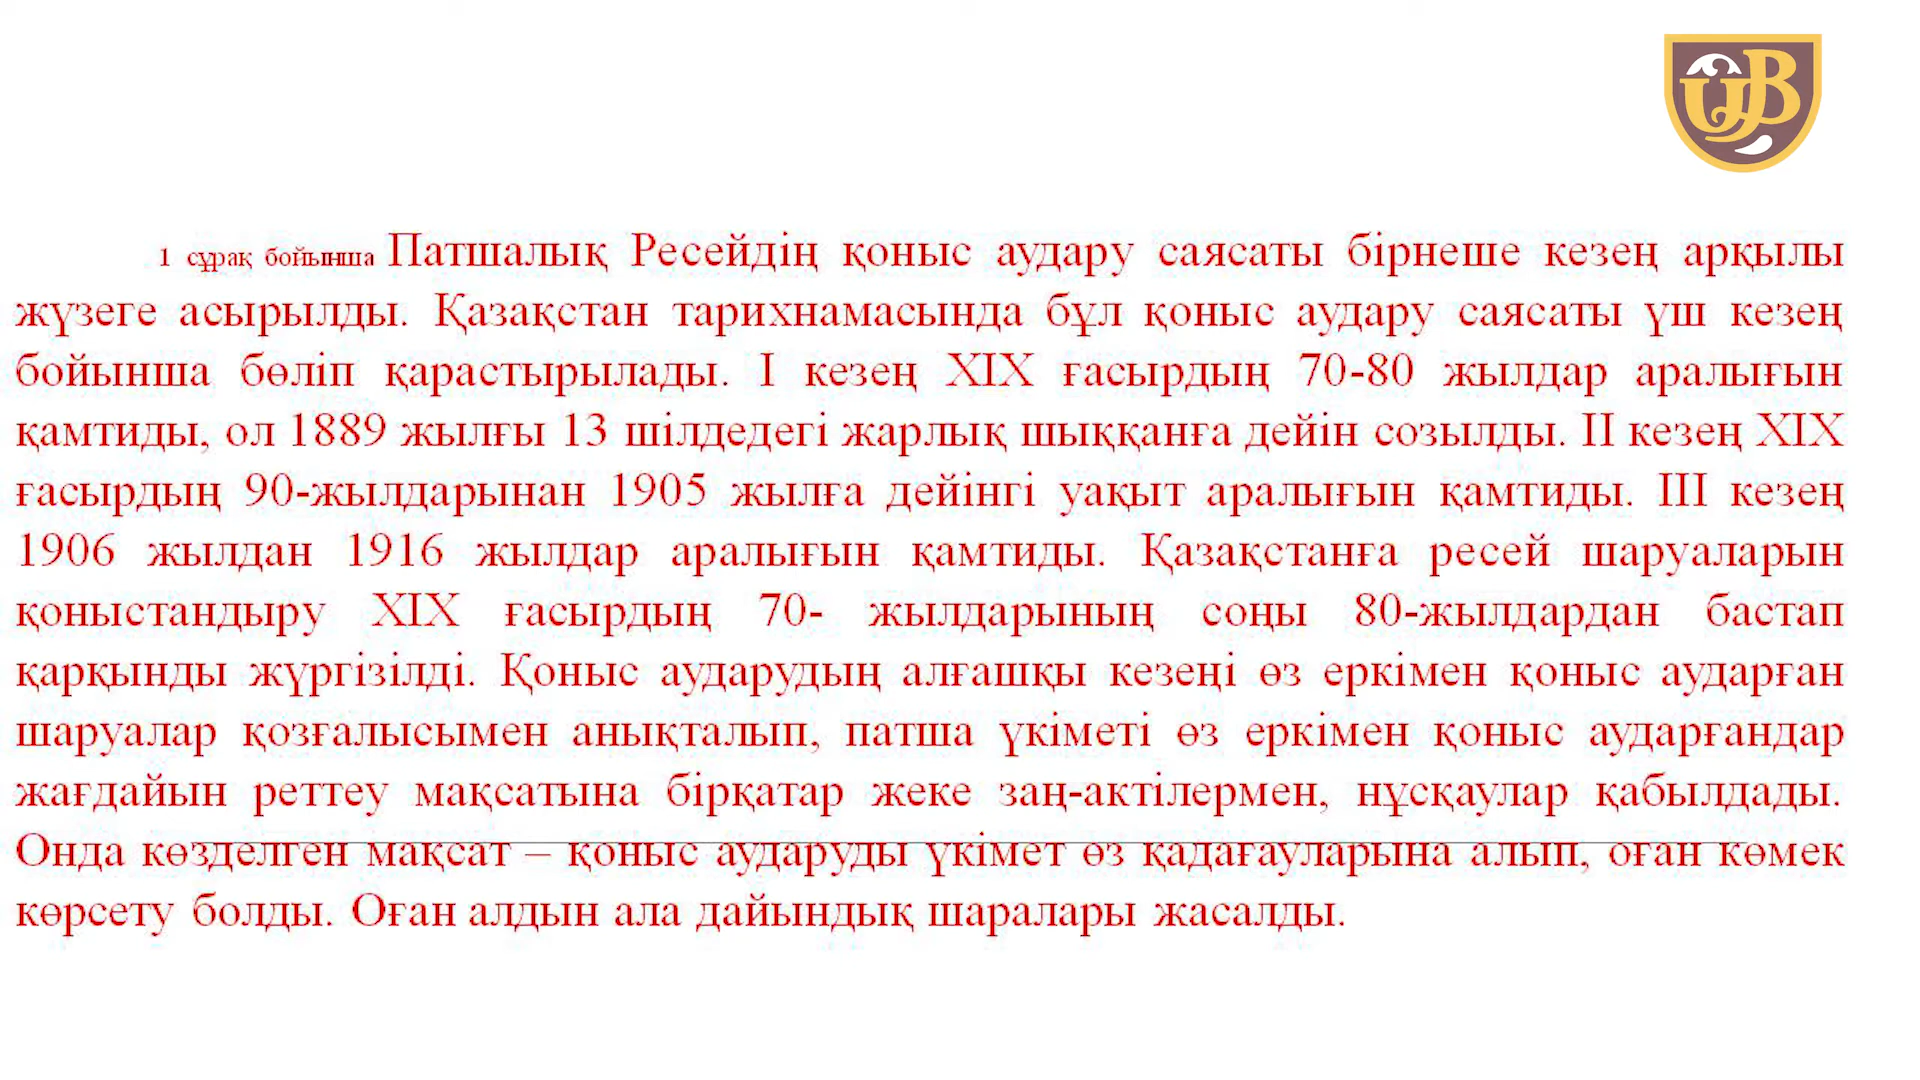 1 сұрақ бойынша Патшалық Ресейдің қоныс аудару саясаты бірнеше кезең арқылы
жүзеге асырылды. Қазақстан тарихнамасында бұл қоныс аудару саясаты үш кезең
бойынша бөліп қарастырылады. І кезең ХІХ ғасырдың 70-80 жылдар аралығын
қамтиды, ол 1889 жылғы 13 шілдедегі жарлық шыққанға дейін созылды. ІІ кезең ХІХ
ғасырдың 90-жылдарынан 1905 жылға дейінгі уақыт аралығын қамтиды. ІІІ кезең
1906 жылдан 1916 жылдар аралығын қамтиды. Қазақстанға ресей шаруаларын
қоныстандыру ХІХ ғасырдың 70- жылдарының соңы 80-жылдардан бастап
қарқынды жүргізілді. Қоныс аударудың алғашқы кезеңі өз еркімен қоныс аударған
шаруалар қозғалысымен анықталып, патша үкіметі өз еркімен қоныс аударғандар
жағдайын реттеу мақсатына бірқатар жеке заң-актілермен, нұсқаулар қабылдады.
Онда көзделген мақсат – қоныс аударуды үкімет өз қадағауларына алып, оған көмек
көрсету болды. Оған алдын ала дайындық шаралары жасалды.